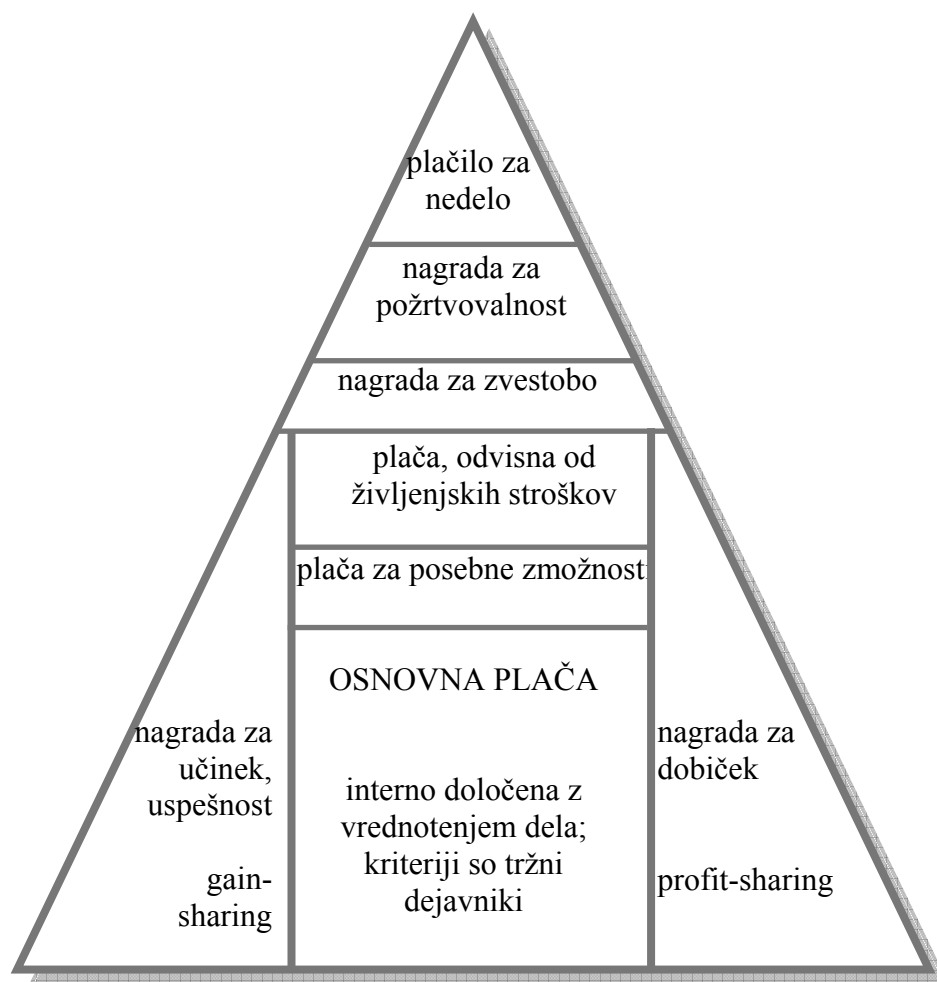 plačilo za
nedelo
nagrada za
požrtvovalnost
nagrada za zvestobo
plača, odvisna od
življenjskih stroškov
plača za posebne zmožnosti
OSNOVNA PLAČA
interno določena z
vrednotenjem dela;
kriteriji so tržni
dejavniki
nagrada za
učinek,
uspešnost
gain-
sharing
nagrada za
dobiček
profit-sharing